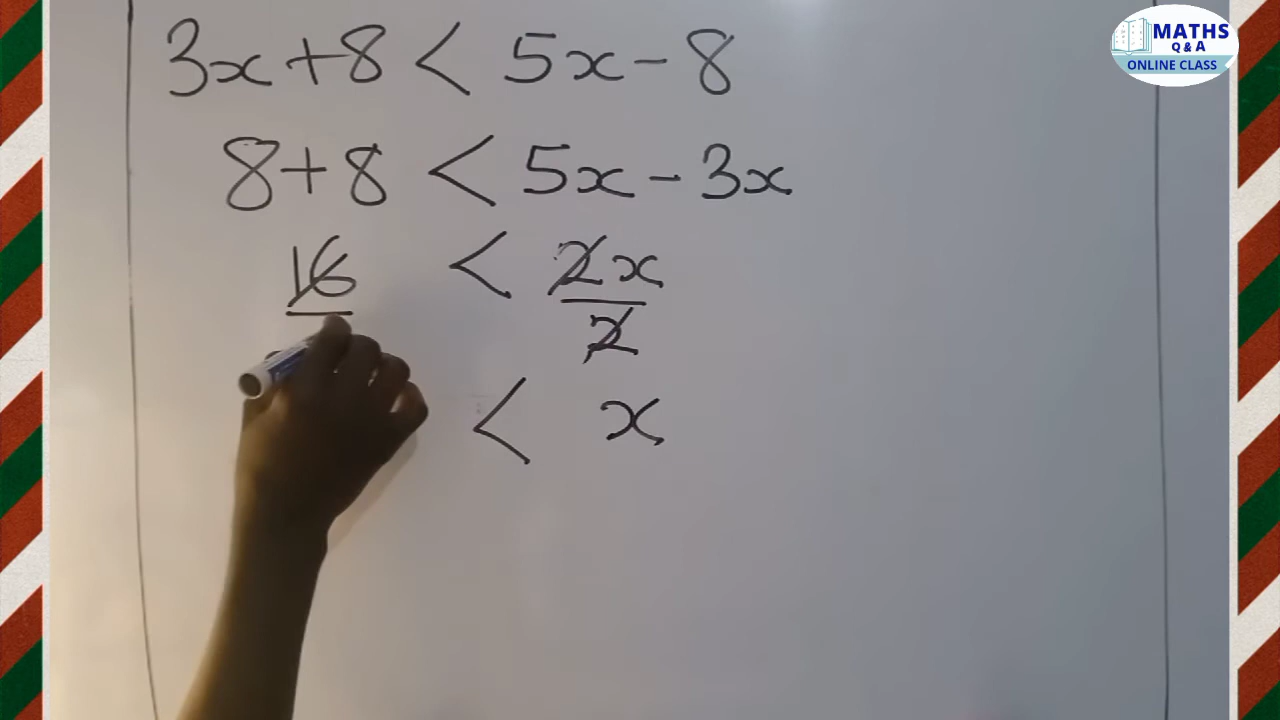 MATHS
Q & A
ONLINE CLASS
3x + 8 < 5x - 8
8 + 8 < 5x - 3x
16 < 2x
2
< x